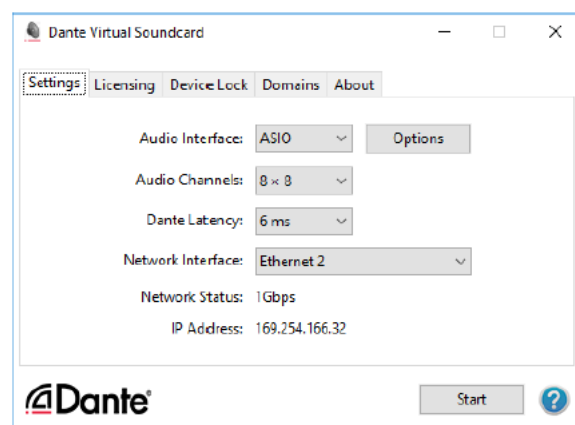 Dante Virtual Soundcard
Settings Licensing Device Lock Domains About
Audio Interface: ASIO Options
Audio Channels: 8 × 8
Dante Latency: 6 ms
Network Interface: Ethernet 2
Network Status: 1Gbps
IP Address: 169.254.166.32
Dante® Start ?